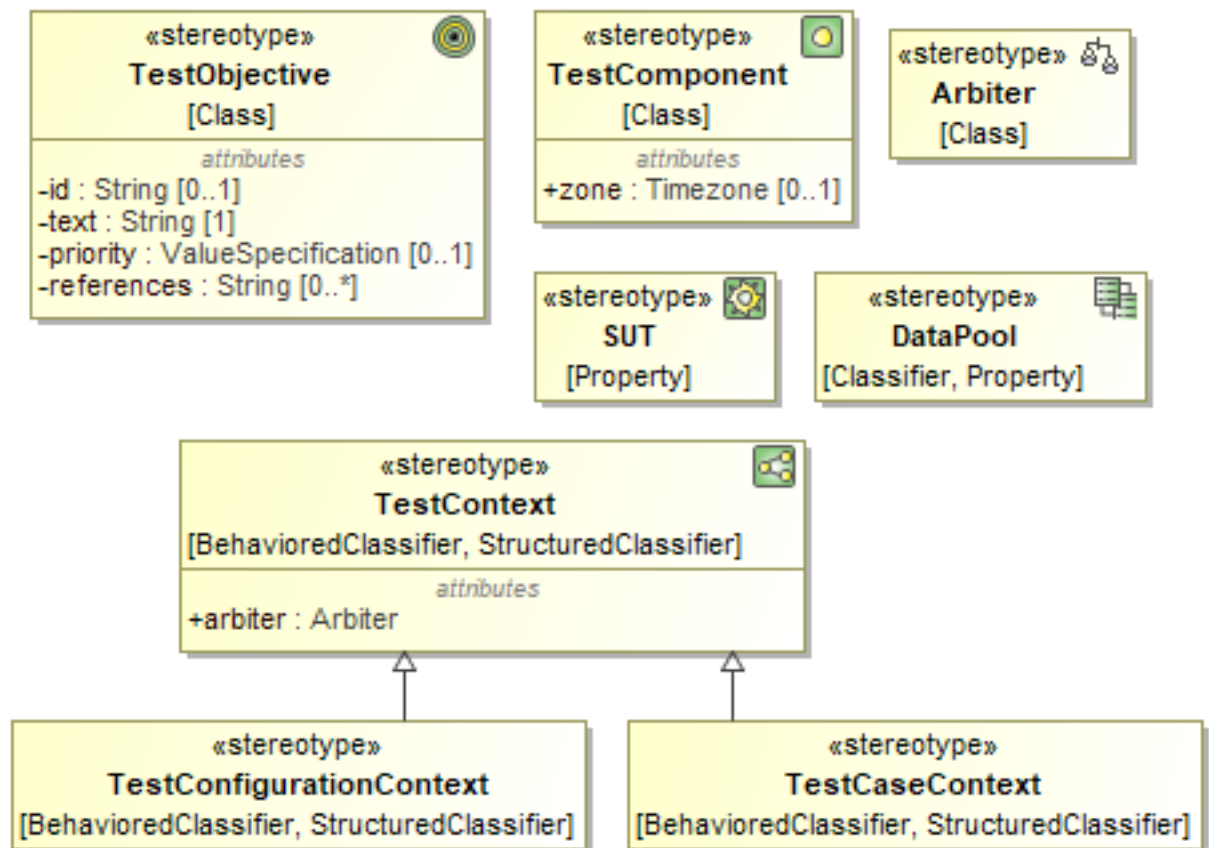 «stereotype»
TestObjective
[Class]
attributes
-id : String [0..1]
-text : String [1]
-priority : ValueSpecification [0..1]
-references : String [0..*]
«stereotype»
TestComponent
[Class]
attributes
+zone : Timezone [0..1]
«stereotype»
Arbiter
[Class]
«stereotype»
SUT
[Property]
«stereotype»
DataPool
[Classifier, Property]
«stereotype»
TestContext
[BehavioredClassifier, StructuredClassifier]
attributes
+arbiter : Arbiter
«stereotype»
TestConfigurationContext
[BehavioredClassifier, StructuredClassifier]
«stereotype»
TestCaseContext
[BehavioredClassifier, StructuredClassifier]